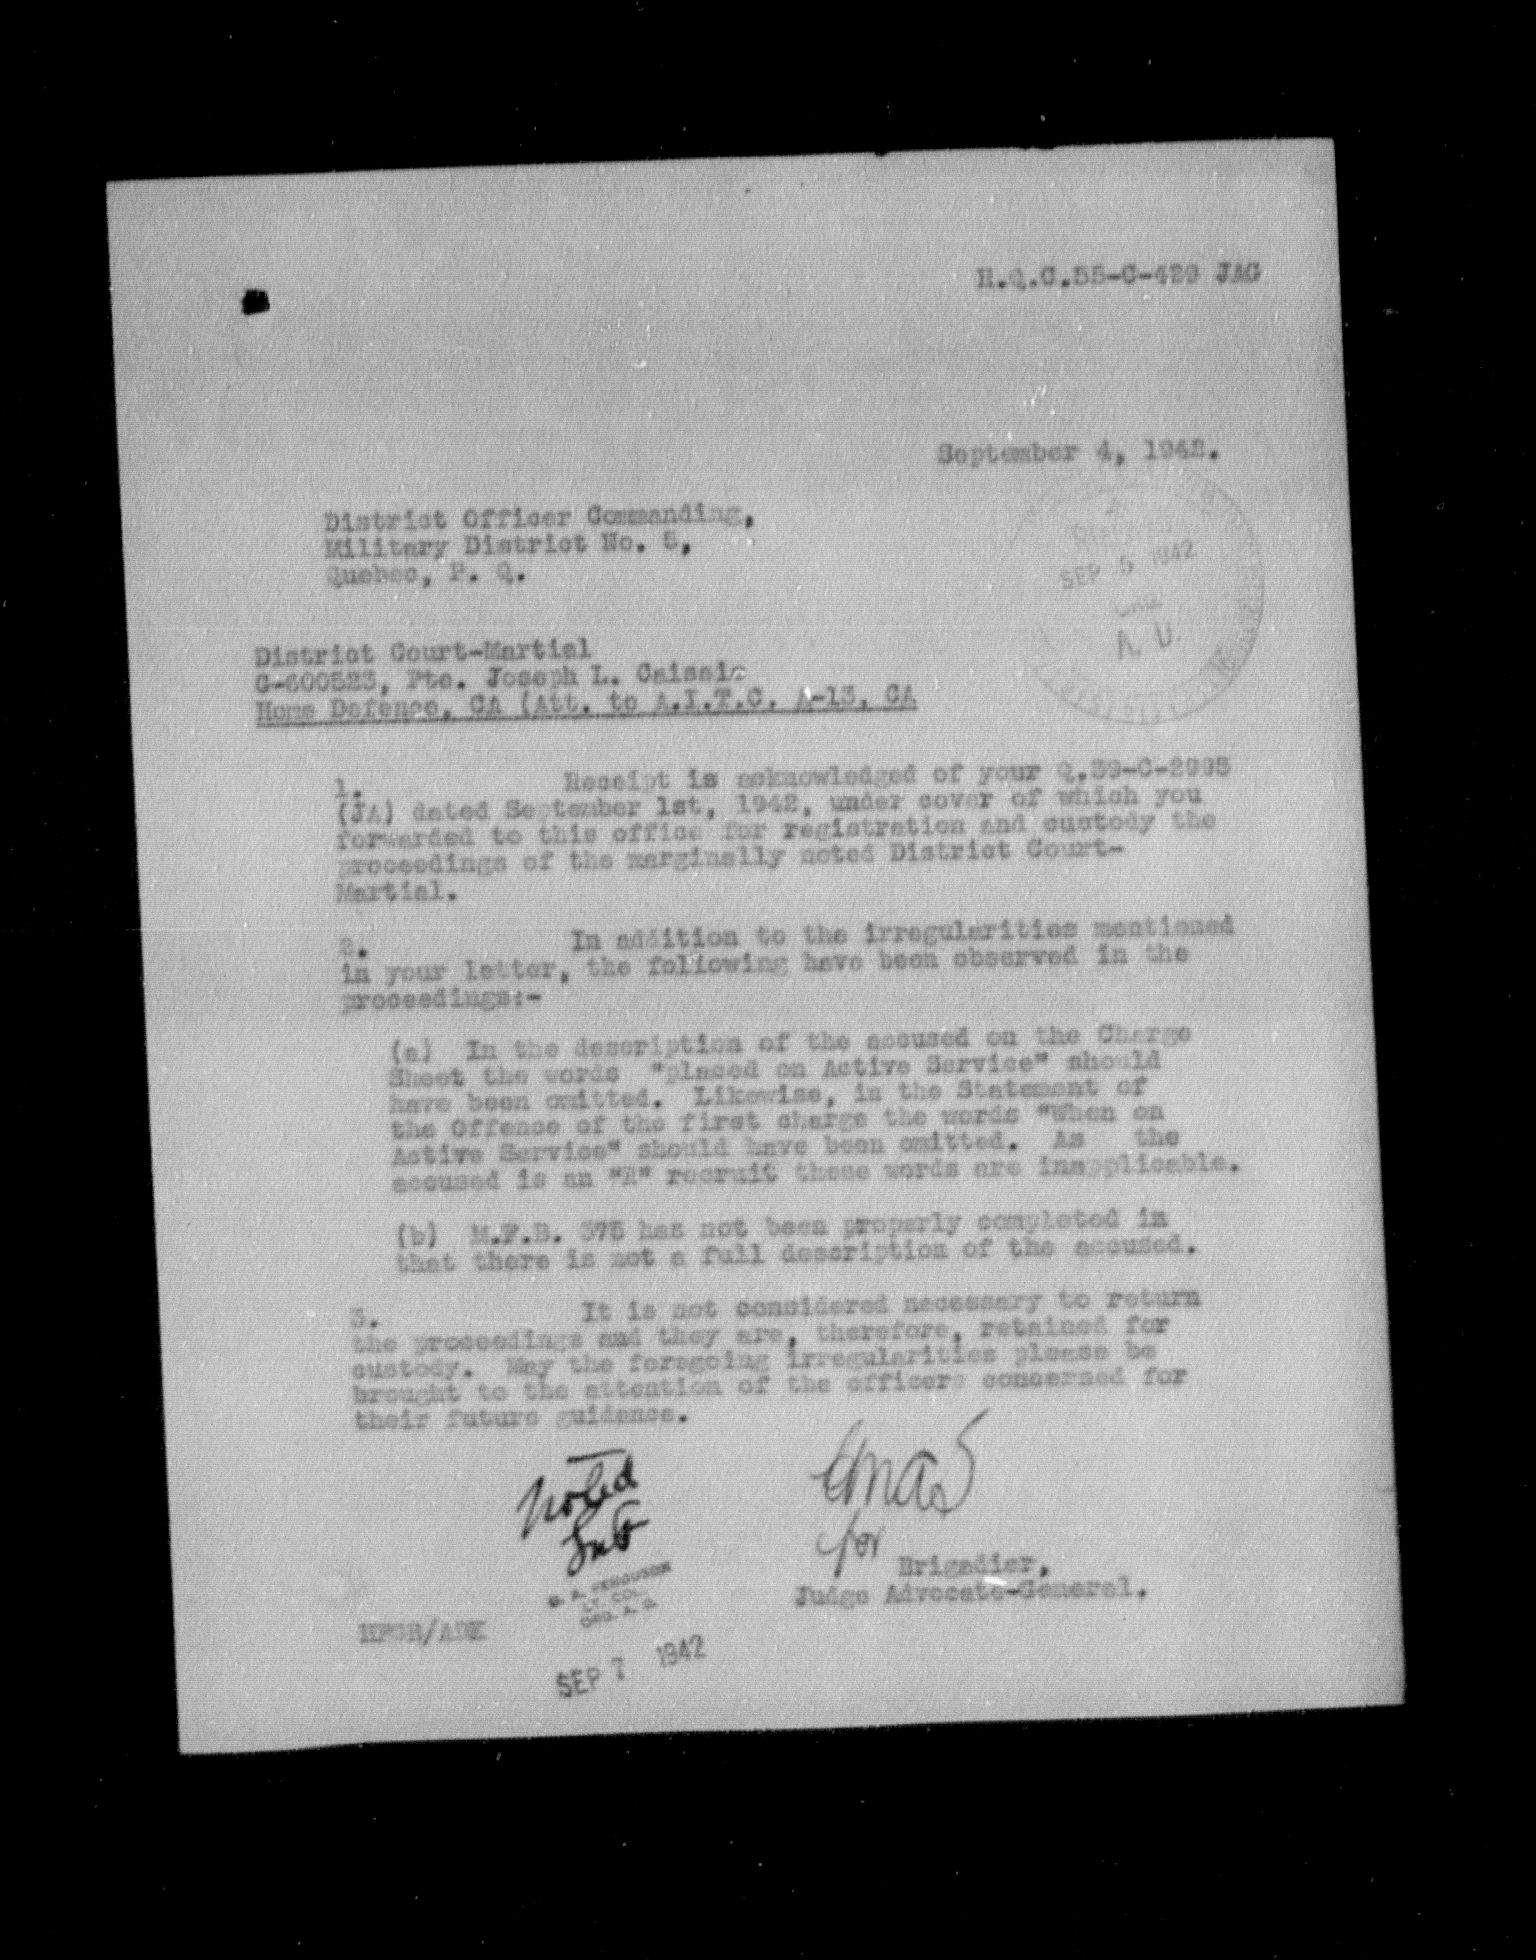 H.Q.C.55-C-420 JAG
September 4, 1942.
District Officer Commanding,
Military District No. 5,
Quebec, P. Q.
SEP 5 1942
A. U.
District Court-Martial
G-600523, Pte. Joseph L. Caissie
Home Defence, CA (Att. to A.I.T.C. A-13, CA
1. Receipt is acknowledged of your Q.39-C-2995
(JA) dated September 1st, 1942, under cover of which you
forwarded to this office for registration and custody the
proceedings of the marginally noted District Court-
Martial.
2. In addition to the irregularities mentioned
in your letter, the following have been observed in the
proceedings:-
(a) In the description of the accused on the Charge
Sheet the words "placed on Active Service" should
have been omitted. Likewise, in the Statement of
the Offence of the first charge the words "When on
Active Service" should have been omitted. As the
accused is an "R" recruit these words are inapplicable.
(b) M.F.B. 375 has not been properly completed in
that there is not a full description of the accused.
3. It is not considered necessary to return
the proceedings and they are, therefore, retained for
custody. May the foregoing irregularities please be
brought to the attention of the officers concerned for
their future guidance.
Noted
for
Brigadier,
Judge Advocate-General.
FERGUSON
LT. COL.
SEP 7 1942